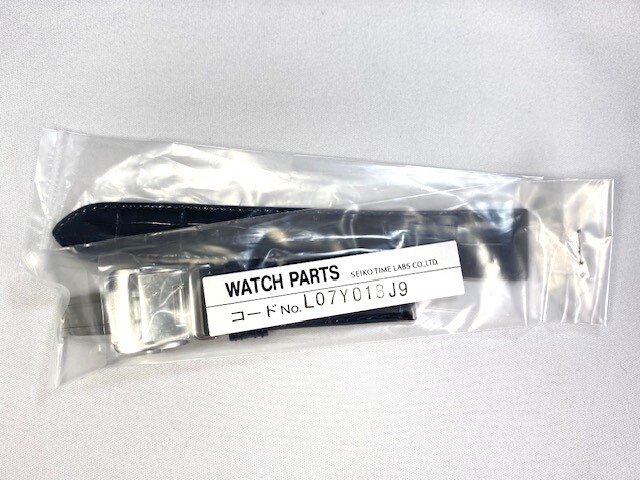 WATCH PARTS SEIKO TIME LABS CO., LTD.
コードNo. L07Y018J9